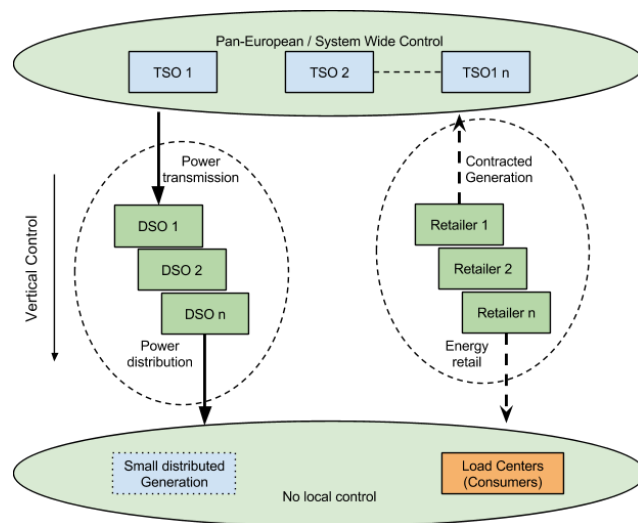 Pan-European / System Wide Control
TSO 1
TSO 2
TSO1 n
Power
transmission
Contracted
Generation
Vertical Control
DSO 1
DSO 2
DSO n
Retailer 1
Retailer 2
Retailer n
Power
distribution
Energy
retail
Small distributed
Generation
Load Centers
(Consumers)
No local control